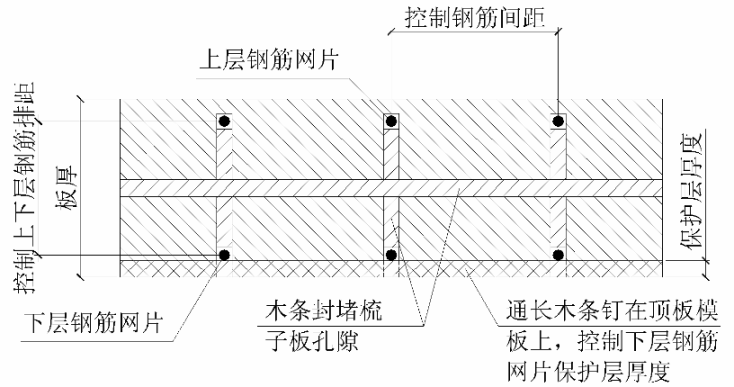 控制钢筋间距
上层钢筋网片
控制上下层钢筋排距
板厚
保护层厚度
下层钢筋网片
木条封堵梳
子板孔隙
通长木条钉在顶板模
板上，控制下层钢筋
网片保护层厚度